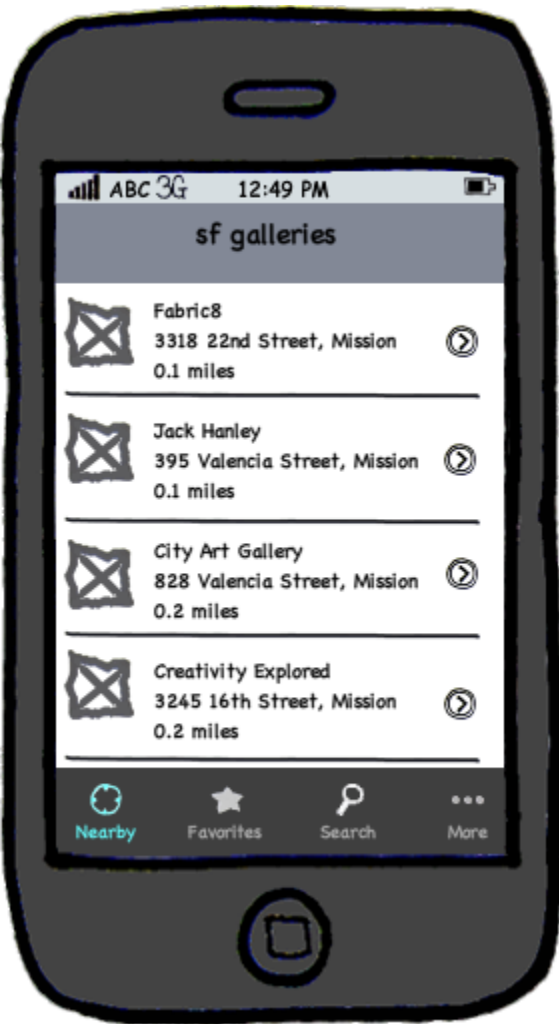 ABC 3G 12:49 PM
sf galleries
Fabric8
3318 22nd Street, Mission
0.1 miles
Jack Hanley
395 Valencia Street, Mission
0.1 miles
City Art Gallery
828 Valencia Street, Mission
0.2 miles
Creativity Explored
3245 16th Street, Mission
0.2 miles
Nearby Favorites Search More